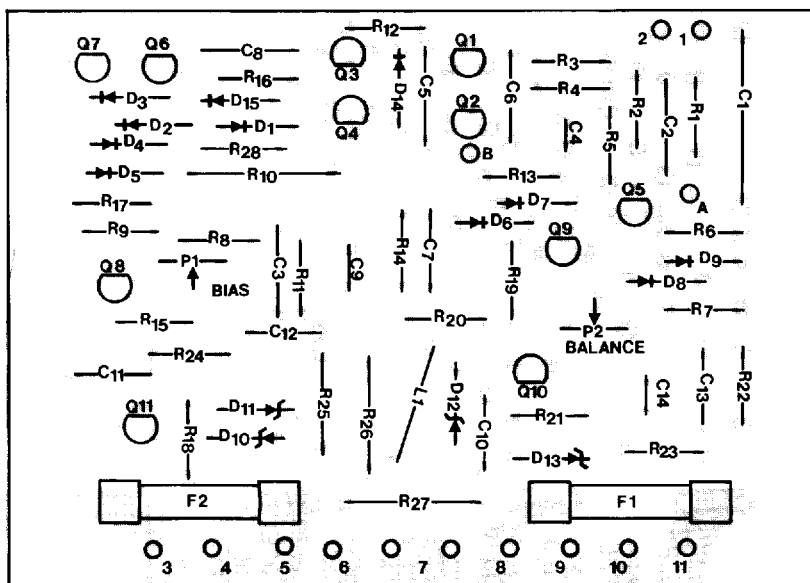 R12
2 1
Q7 Q6 C8 Q3 Q1 R3
R16 D14 C5 C6 R4 R2 C2 R1 C1
D3 D15 Q4 Q2 C4 R5
D2 D1
D4 R28 B
D5 R10 R13
R17 D7 Q5 A
R9 D6 Q9 R6
R8 C3 R11 C9 R14 C7 R19 D9
P1 D8
Q8 BIAS R7
R15 R20
C12 P2
R24 BALANCE
C11 R25 R26 L1 D12 C10 Q10 C14 C13 R22
Q11 D11 R21
R18 D10 R23
D13
F2 R27 F1
3 4 5 6 7 8 9 10 11